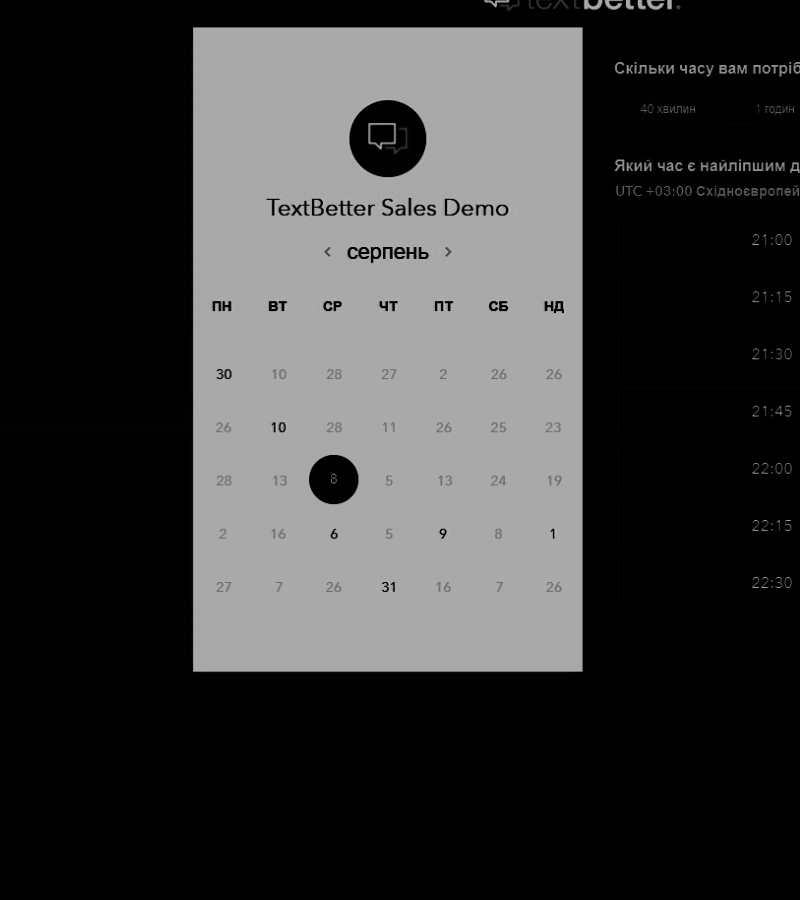 textbetter.
TextBetter Sales Demo
< серпень >
ПН ВТ СР ЧТ ПТ СБ НД
30 10 28 27 2 26 26
26 10 28 11 26 25 23
28 13 8 5 13 24 19
2 16 6 5 9 8 1
27 7 26 31 16 7 26
Скільки часу вам потріб
40 хвилин 1 годин
Який час є найліпшим д
UTC +03:00 Східноєвропей
21:00
21:15
21:30
21:45
22:00
22:15
22:30